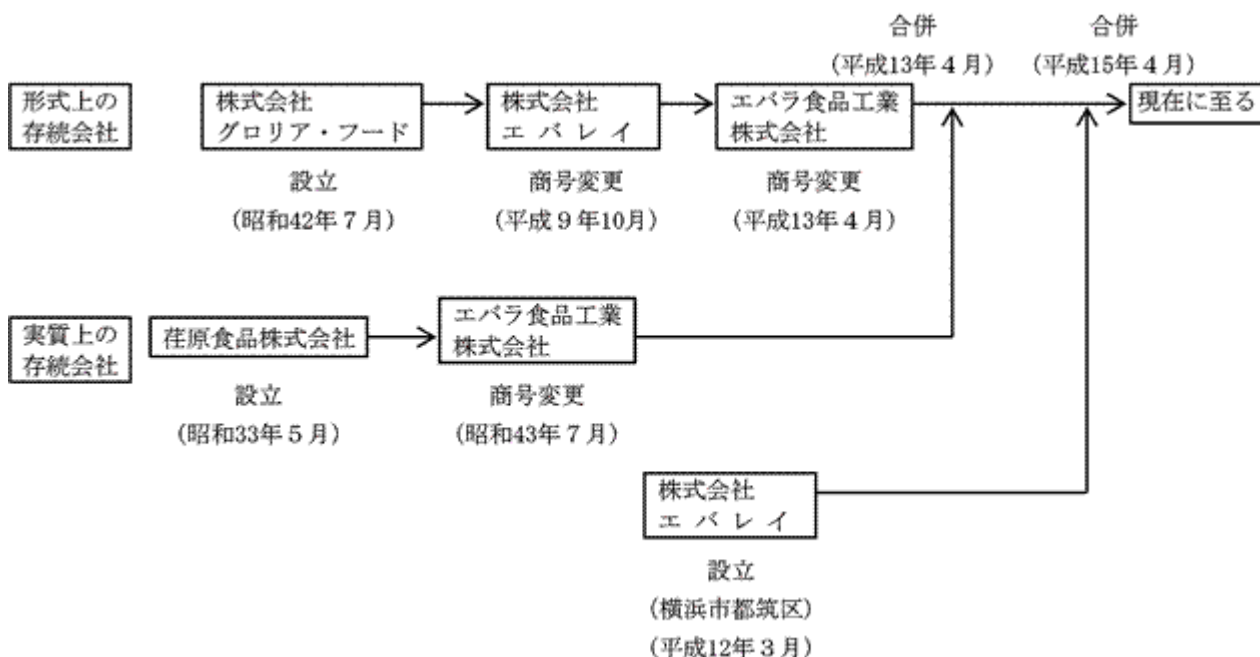 合併
(平成13年４月)
合併
(平成15年４月)
形式上の
存続会社
株式会社
グロリア・フード
株式会社
エ バ レ イ
エバラ食品工業
株式会社
現在に至る
設立
(昭和42年７月)
商号変更
(平成９年10月)
商号変更
(平成13年４月)
実質上の
存続会社
荏原食品株式会社
エバラ食品工業
株式会社
設立
(昭和33年５月)
商号変更
(昭和43年７月)
株式会社
エ バ レ イ
設立
(横浜市都筑区)
(平成12年３月)